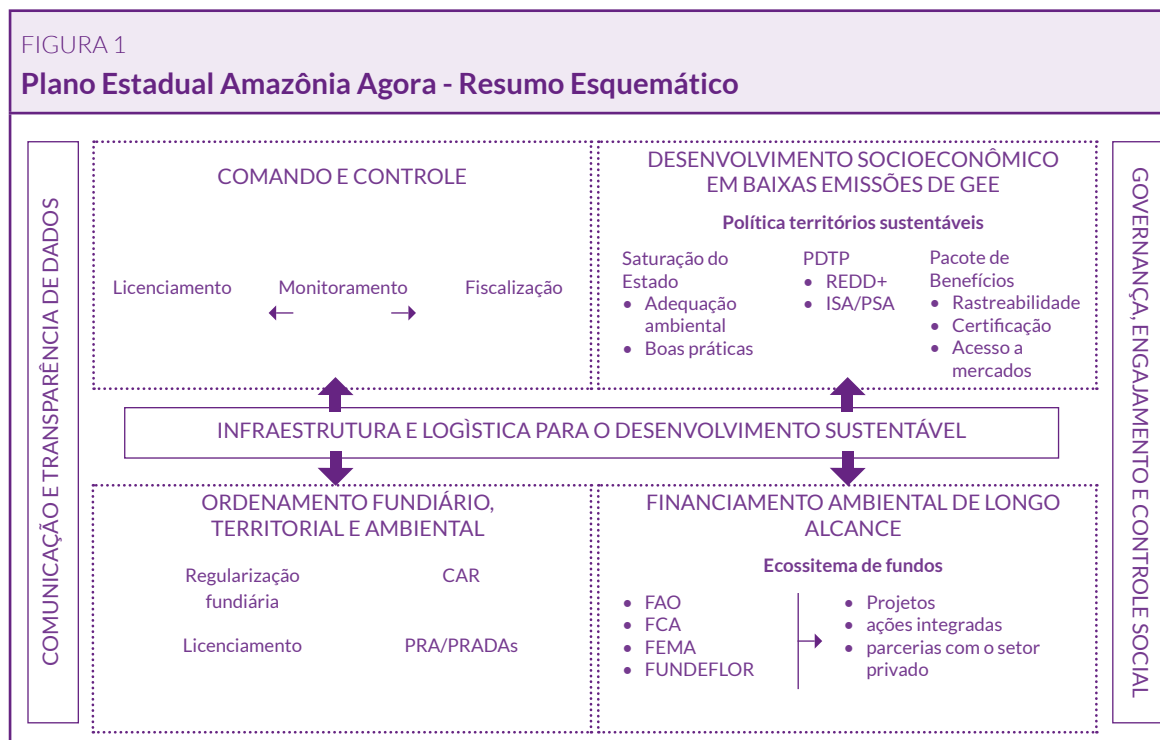 FIGURA 1
Plano Estadual Amazônia Agora - Resumo Esquemático
COMUNICAÇÃO E TRANSPARÊNCIA DE DADOS
COMANDO E CONTROLE
Licenciamento
Monitoramento
Fiscalização
DESENVOLVIMENTO SOCIOECONÔMICO
EM BAIXAS EMISSÕES DE GEE
Política territórios sustentáveis
Saturação do
Estado
• Adequação
ambiental
• Boas práticas
PDTP
• REDD+
• ISA/PSA
Pacote de
Benefícios
• Rastreabilidade
• Certificação
• Acesso a
mercados
INFRAESTRUTURA E LOGÌSTICA PARA O DESENVOLVIMENTO SUSTENTÁVEL
ORDENAMENTO FUNDIÁRIO,
TERRITORIAL E AMBIENTAL
Regularização
fundiária
CAR
Licenciamento
PRA/PRADAs
FINANCIAMENTO AMBIENTAL DE LONGO
ALCANCE
Ecossitema de fundos
• FAO
• FCA
• FEMA
• FUNDEFLOR
• Projetos
• ações integradas
• parcerias com o setor
privado
GOVERNANÇA, ENGAJAMENTO E CONTROLE SOCIAL